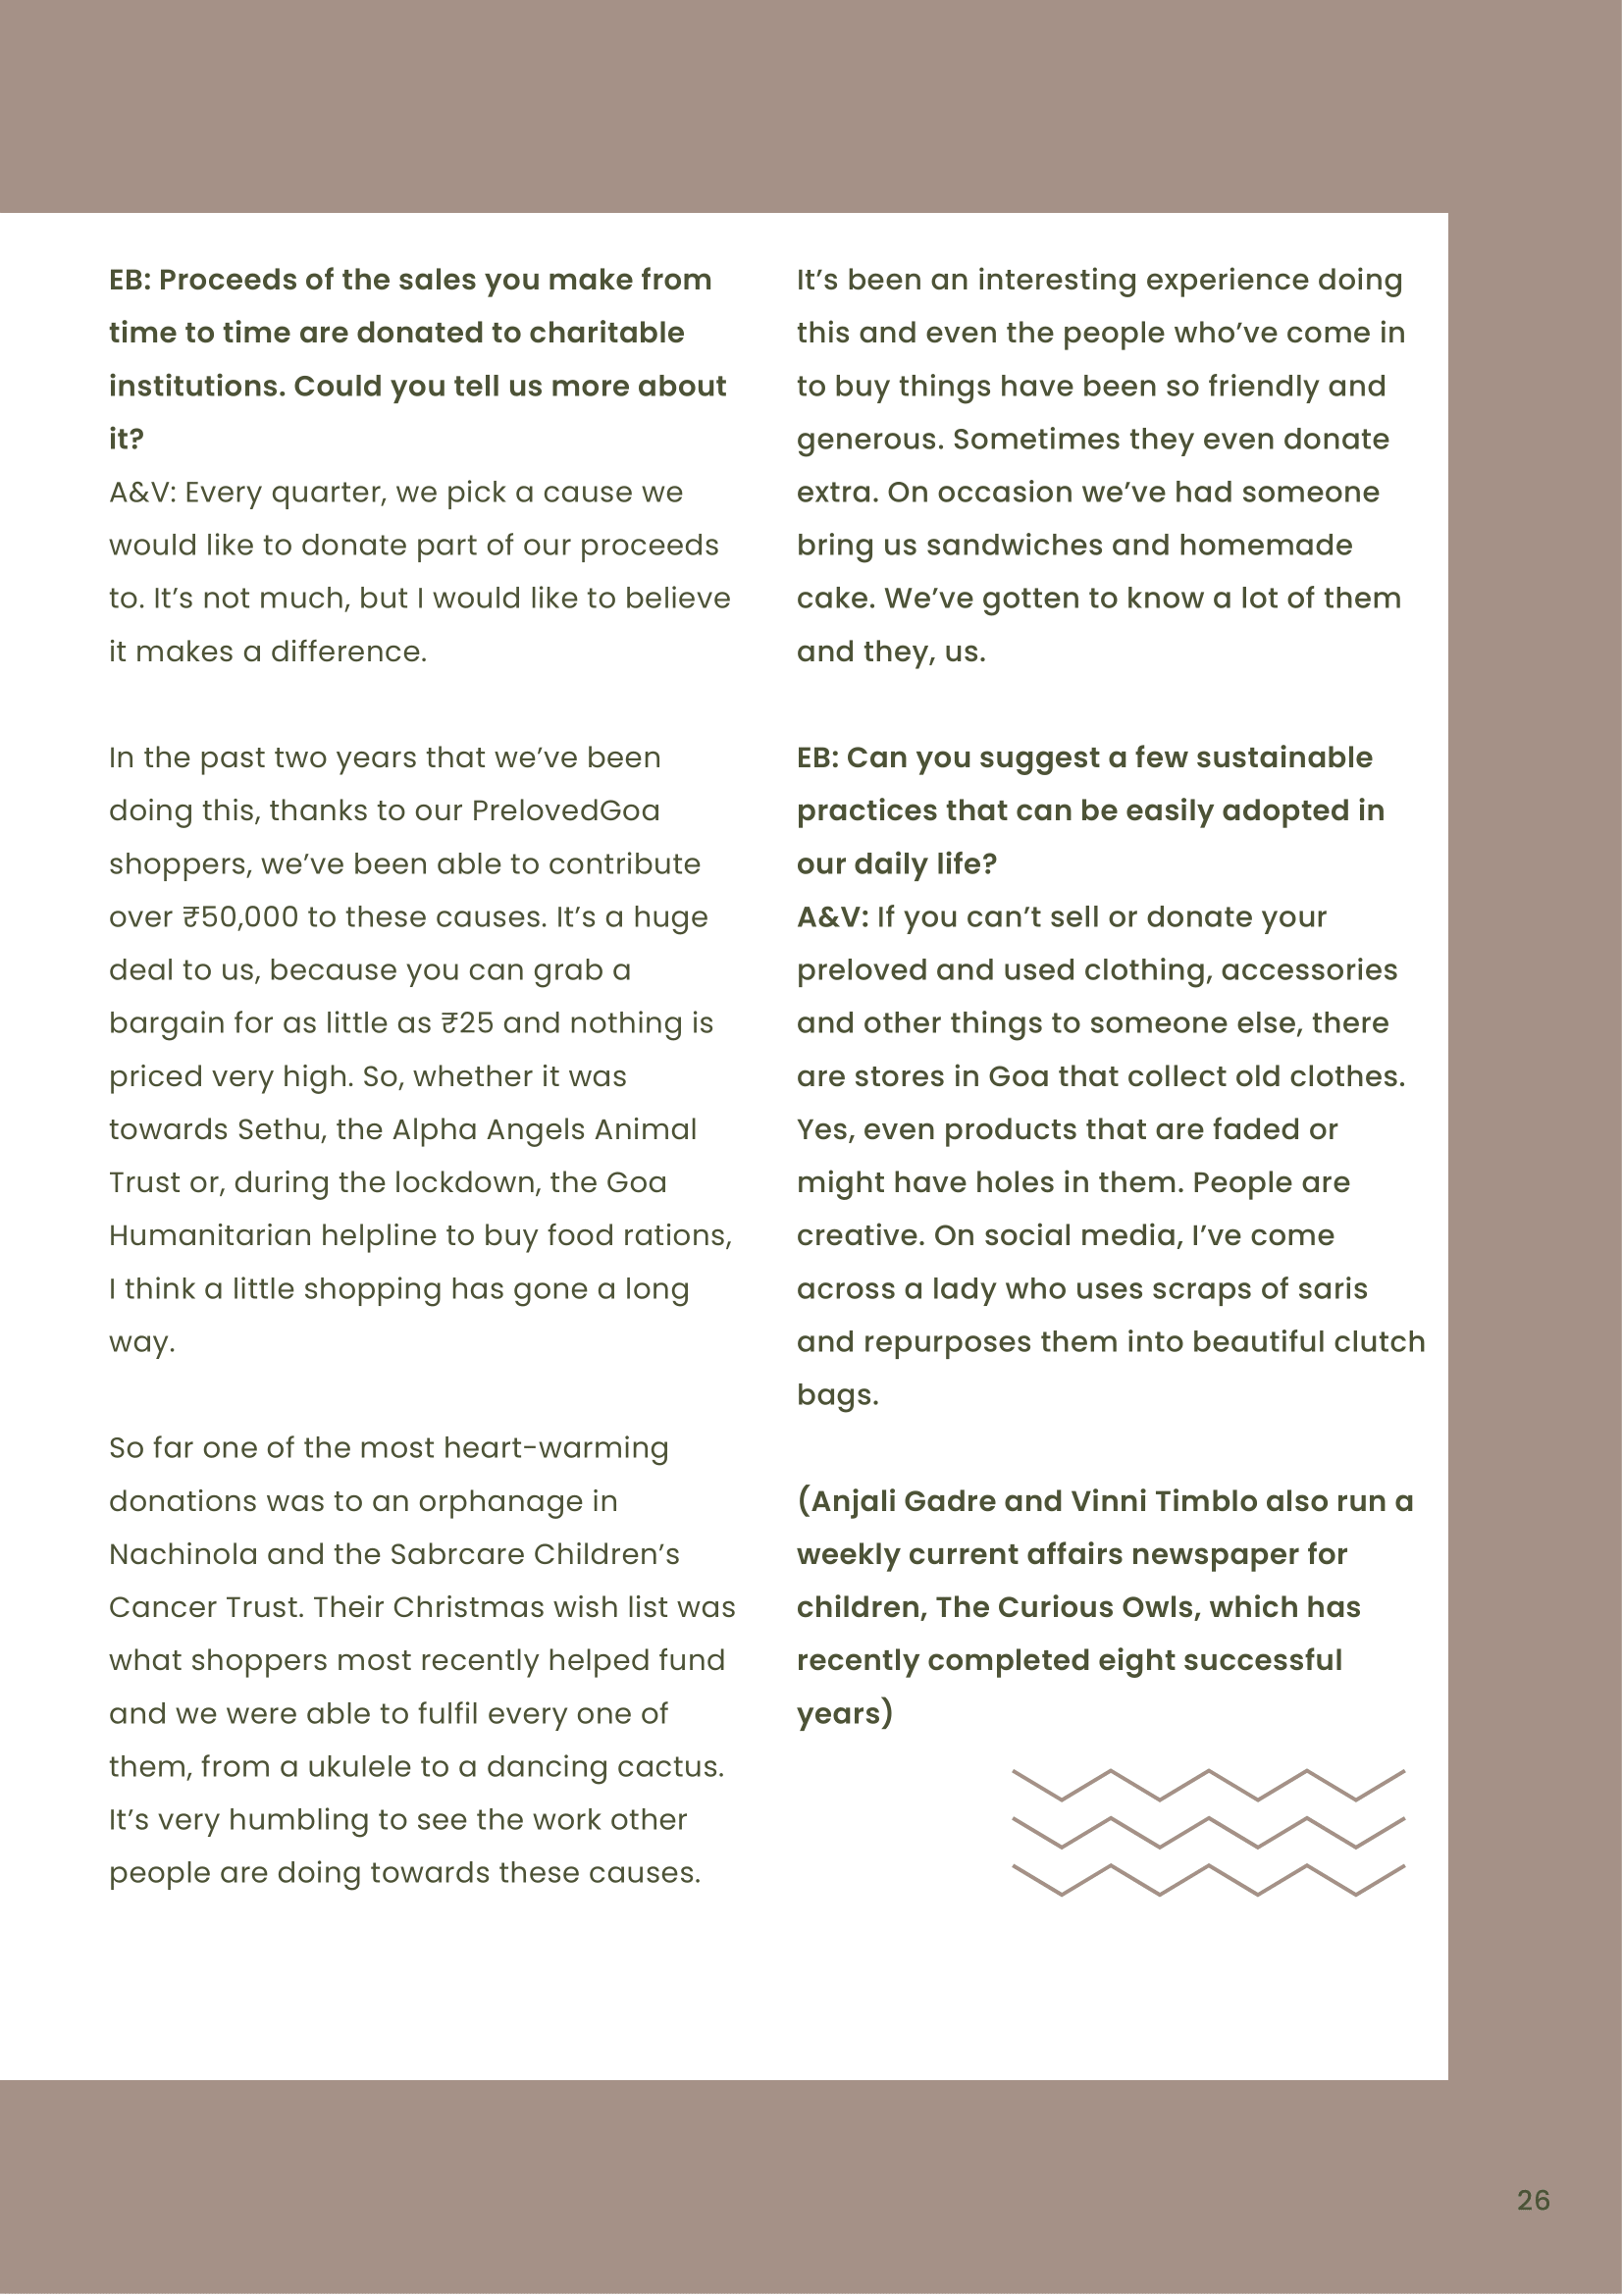 EB: Proceeds of the sales you make from
time to time are donated to charitable
institutions. Could you tell us more about
it?
A&V: Every quarter, we pick a cause we
would like to donate part of our proceeds
to. It’s not much, but I would like to believe
it makes a difference.
In the past two years that we’ve been
doing this, thanks to our PrelovedGoa
shoppers, we’ve been able to contribute
over ₹50,000 to these causes. It’s a huge
deal to us, because you can grab a
bargain for as little as ₹25 and nothing is
priced very high. So, whether it was
towards Sethu, the Alpha Angels Animal
Trust or, during the lockdown, the Goa
Humanitarian helpline to buy food rations,
I think a little shopping has gone a long
way.
So far one of the most heart-warming
donations was to an orphanage in
Nachinola and the Sabrcare Children’s
Cancer Trust. Their Christmas wish list was
what shoppers most recently helped fund
and we were able to fulfil every one of
them, from a ukulele to a dancing cactus.
It’s very humbling to see the work other
people are doing towards these causes.
It’s been an interesting experience doing
this and even the people who’ve come in
to buy things have been so friendly and
generous. Sometimes they even donate
extra. On occasion we’ve had someone
bring us sandwiches and homemade
cake. We’ve gotten to know a lot of them
and they, us.
EB: Can you suggest a few sustainable
practices that can be easily adopted in
our daily life?
A&V: If you can’t sell or donate your
preloved and used clothing, accessories
and other things to someone else, there
are stores in Goa that collect old clothes.
Yes, even products that are faded or
might have holes in them. People are
creative. On social media, I’ve come
across a lady who uses scraps of saris
and repurposes them into beautiful clutch
bags.
(Anjali Gadre and Vinni Timblo also run a
weekly current affairs newspaper for
children, The Curious Owls, which has
recently completed eight successful
years)
26